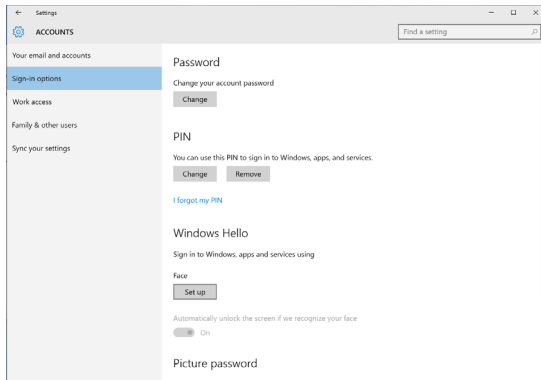 Settings
ACCOUNTS
Find a setting
Your email and accounts
Sign-in options
Work access
Family & other users
Sync your settings
Password
Change your account password
Change
PIN
You can use this PIN to sign in to Windows, apps, and services.
Change Remove
I forgot my PIN
Windows Hello
Sign in to Windows, apps and services using
Face
Set up
Automatically unlock the screen if we recognize your face
On
Picture password